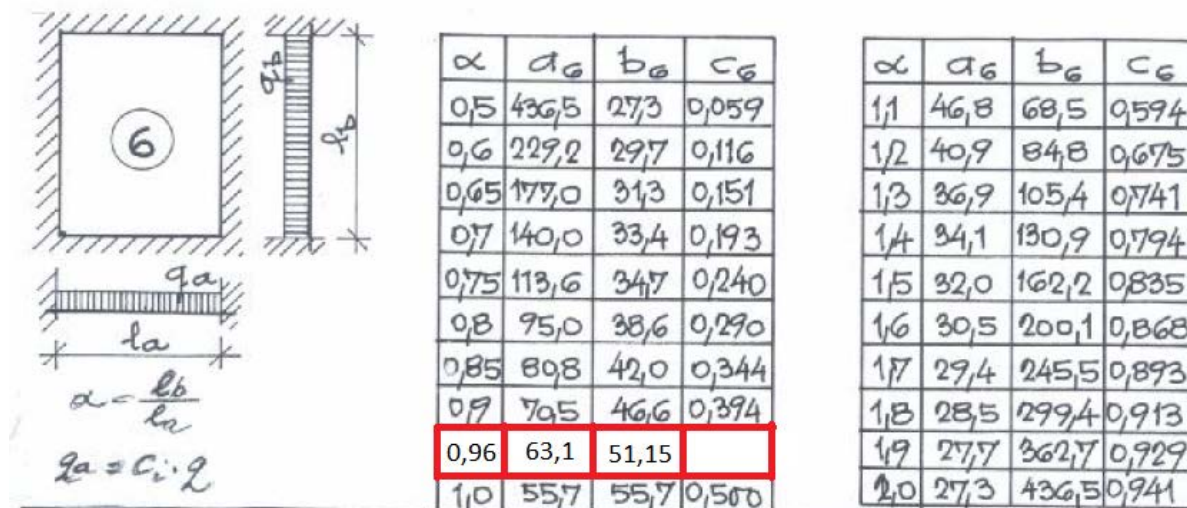 6
qb
lb
qa
la
α = lb/la
qa = Ci · q
α a6 b6 c6
0,5 436,5 27,3 0,059
0,6 229,2 29,7 0,116
0,65 177,0 31,3 0,151
0,7 140,0 33,4 0,193
0,75 113,6 34,7 0,240
0,8 95,0 38,6 0,290
0,85 80,8 42,0 0,344
0,9 70,5 46,6 0,394
0,96 63,1 51,15
1,0 55,7 55,7 0,500
α a6 b6 c6
1,1 46,8 68,5 0,594
1,2 40,9 84,8 0,675
1,3 36,9 105,4 0,741
1,4 34,1 130,9 0,794
1,5 32,0 162,2 0,835
1,6 30,5 200,1 0,868
1,7 29,4 245,5 0,893
1,8 28,5 299,4 0,913
1,9 27,7 362,7 0,929
2,0 27,3 436,5 0,941